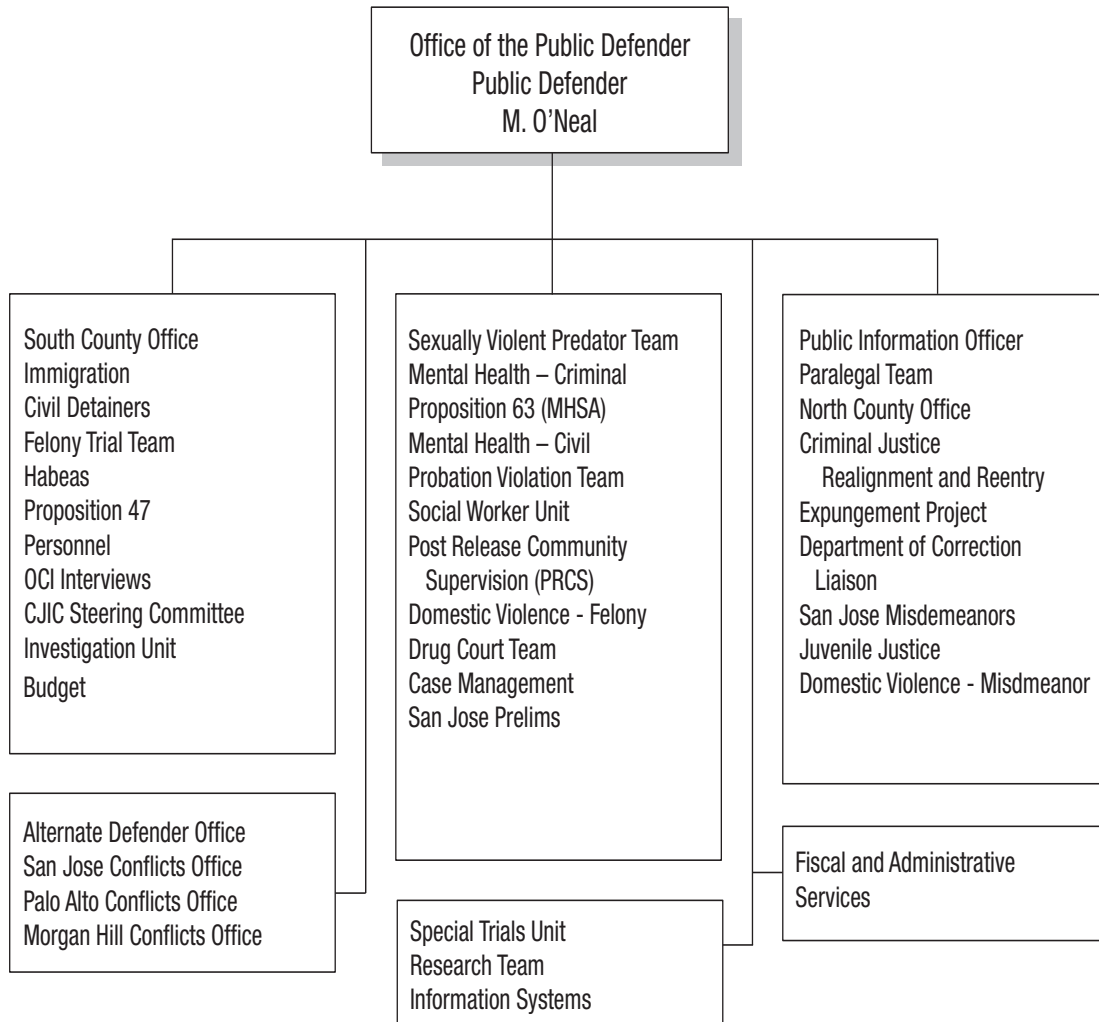 Office of the Public Defender
Public Defender
M. O'Neal
South County Office
Immigration
Civil Detainers
Felony Trial Team
Habeas
Proposition 47
Personnel
OCI Interviews
CJIC Steering Committee
Investigation Unit
Budget
Sexually Violent Predator Team
Mental Health – Criminal
Proposition 63 (MHSA)
Mental Health – Civil
Probation Violation Team
Social Worker Unit
Post Release Community
Supervision (PRCS)
Domestic Violence - Felony
Drug Court Team
Case Management
San Jose Prelims
Public Information Officer
Paralegal Team
North County Office
Criminal Justice
Realignment and Reentry
Expungement Project
Department of Correction
Liaison
San Jose Misdemeanors
Juvenile Justice
Domestic Violence - Misdmeanor
Alternate Defender Office
San Jose Conflicts Office
Palo Alto Conflicts Office
Morgan Hill Conflicts Office
Special Trials Unit
Research Team
Information Systems
Fiscal and Administrative
Services